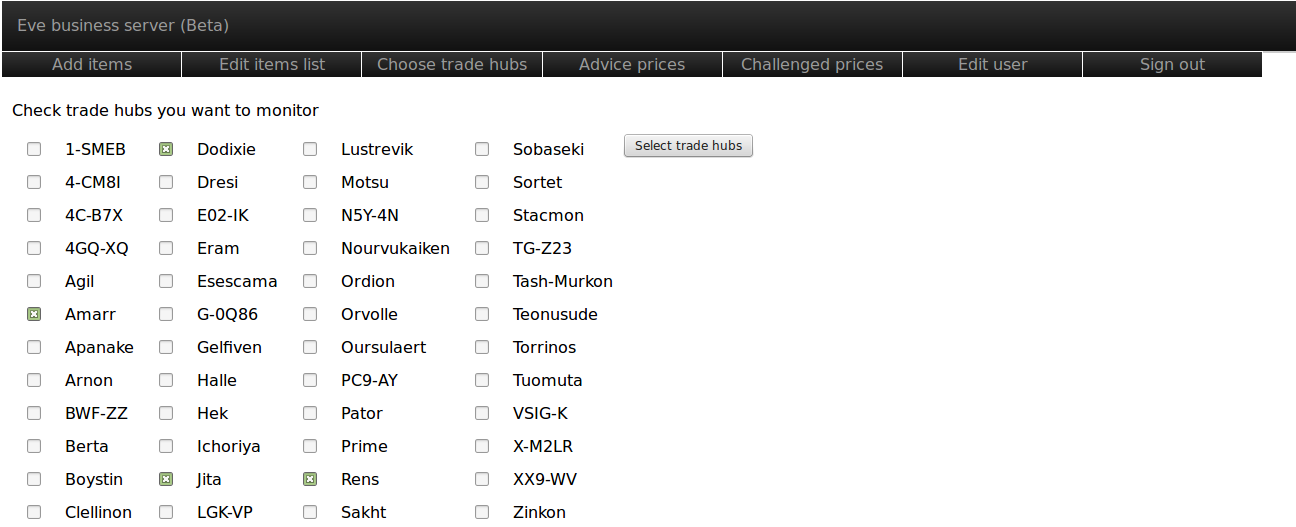 Eve business server (Beta)
Add items Edit items list Choose trade hubs Advice prices Challenged prices Edit user Sign out
Check trade hubs you want to monitor
1-SMEB Dodixie Lustrevik Sobaseki Select trade hubs
4-CM8I Dresi Motsu Sortet
4C-B7X E02-IK N5Y-4N Stacmon
4GQ-XQ Eram Nourvukaiken TG-Z23
Agil Esescama Ordion Tash-Murkon
Amarr G-0Q86 Orvolle Teonusude
Apanake Gelfiven Oursulaert Torrinos
Arnon Halle PC9-AY Tuomuta
BWF-ZZ Hek Pator VSIG-K
Berta Ichoriya Prime X-M2LR
Boystin Jita Rens XX9-WV
Clellinon LGK-VP Sakht Zinkon